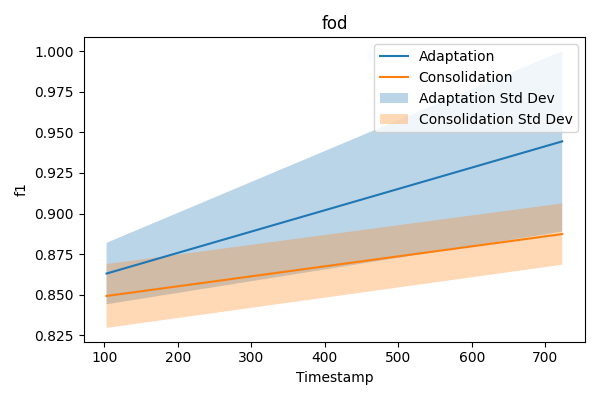 fod
1.000
0.975
0.950
0.925
0.900
0.875
0.850
0.825
f1
Adaptation
Consolidation
Adaptation Std Dev
Consolidation Std Dev
100
200
300
400
500
600
700
Timestamp